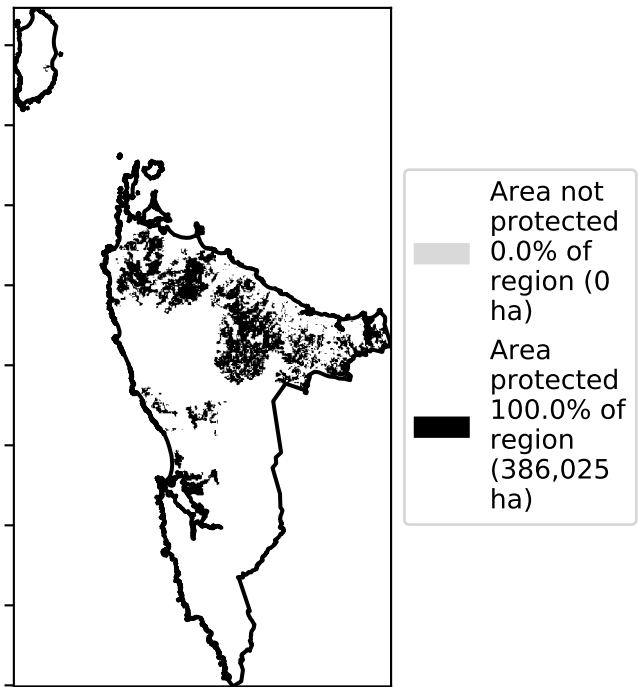 Area not
protected
0.0% of
region (0
ha)
Area
protected
100.0% of
region
(386,025
ha)